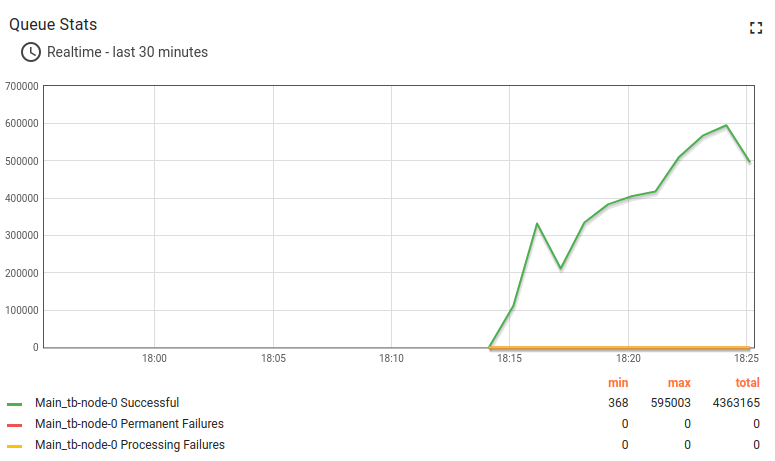 Queue Stats
Realtime - last 30 minutes
700000
600000
500000
400000
300000
200000
100000
0
18:00 18:05 18:10 18:15 18:20 18:25
min max total
Main_tb-node-0 Successful 368 595003 4363165
Main_tb-node-0 Permanent Failures 0 0 0
Main_tb-node-0 Processing Failures 0 0 0